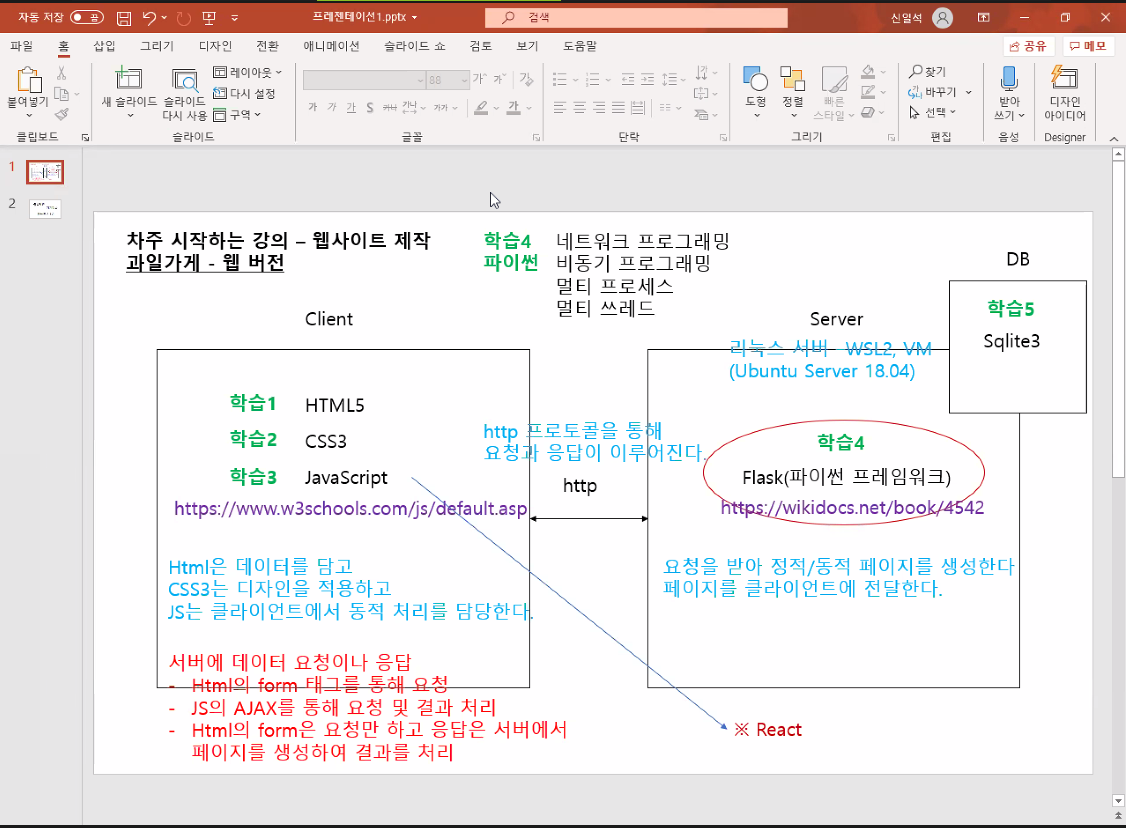 자동 저장
프레젠테이션1.pptx
검색
신일석
파일 홈 삽입 그리기 디자인 전환 애니메이션 슬라이드 쇼 검토 보기 도움말
공유 메모
붙여넣기
클립보드
새 슬라이드
슬라이드 다시 사용
레이아웃
다시 설정
구역
슬라이드
88
가 가 가 S 가나 가가 가
글꼴
단락
도형
정렬
빠른 스타일
그리기
찾기
바꾸기
선택
편집
받아쓰기
음성
디자인 아이디어
Designer
1
2
차주 시작하는 강의 – 웹사이트 제작
과일가게 - 웹 버전
학습4 네트워크 프로그래밍
파이썬 비동기 프로그래밍
멀티 프로세스
멀티 쓰레드
DB
학습5
Sqlite3
Client
Server
리눅스 서버 - WSL2, VM
(Ubuntu Server 18.04)
학습1 HTML5
학습2 CSS3
학습3 JavaScript
https://www.w3schools.com/js/default.asp
http 프로토콜을 통해
요청과 응답이 이루어진다.
http
학습4
Flask(파이썬 프레임워크)
https://wikidocs.net/book/4542
Html은 데이터를 담고
CSS3는 디자인을 적용하고
JS는 클라이언트에서 동적 처리를 담당한다.
요청을 받아 정적/동적 페이지를 생성한다
페이지를 클라이언트에 전달한다.
서버에 데이터 요청이나 응답
- Html의 form 태그를 통해 요청
- JS의 AJAX를 통해 요청 및 결과 처리
- Html의 form은 요청만 하고 응답은 서버에서
페이지를 생성하여 결과를 처리
※ React